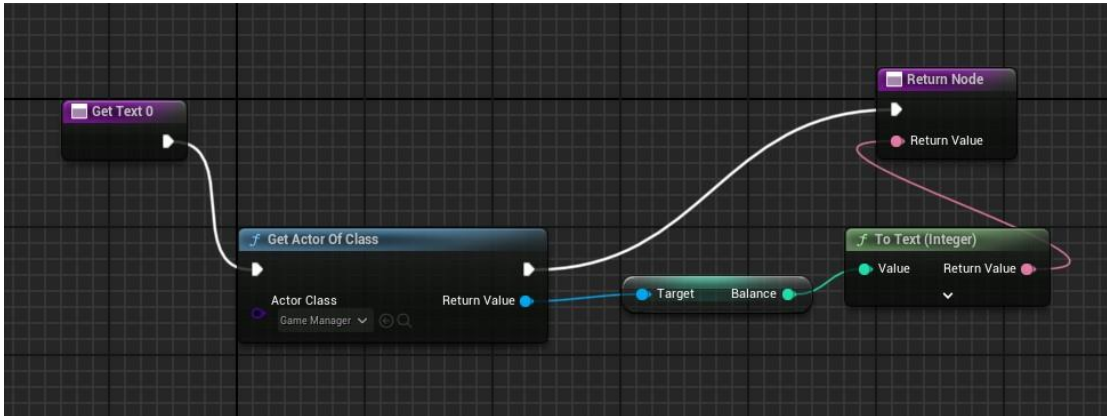 Get Text 0
Return Node
Return Value
f Get Actor Of Class
Actor Class
Game Manager
Return Value
Target
Balance
f To Text (Integer)
Value
Return Value